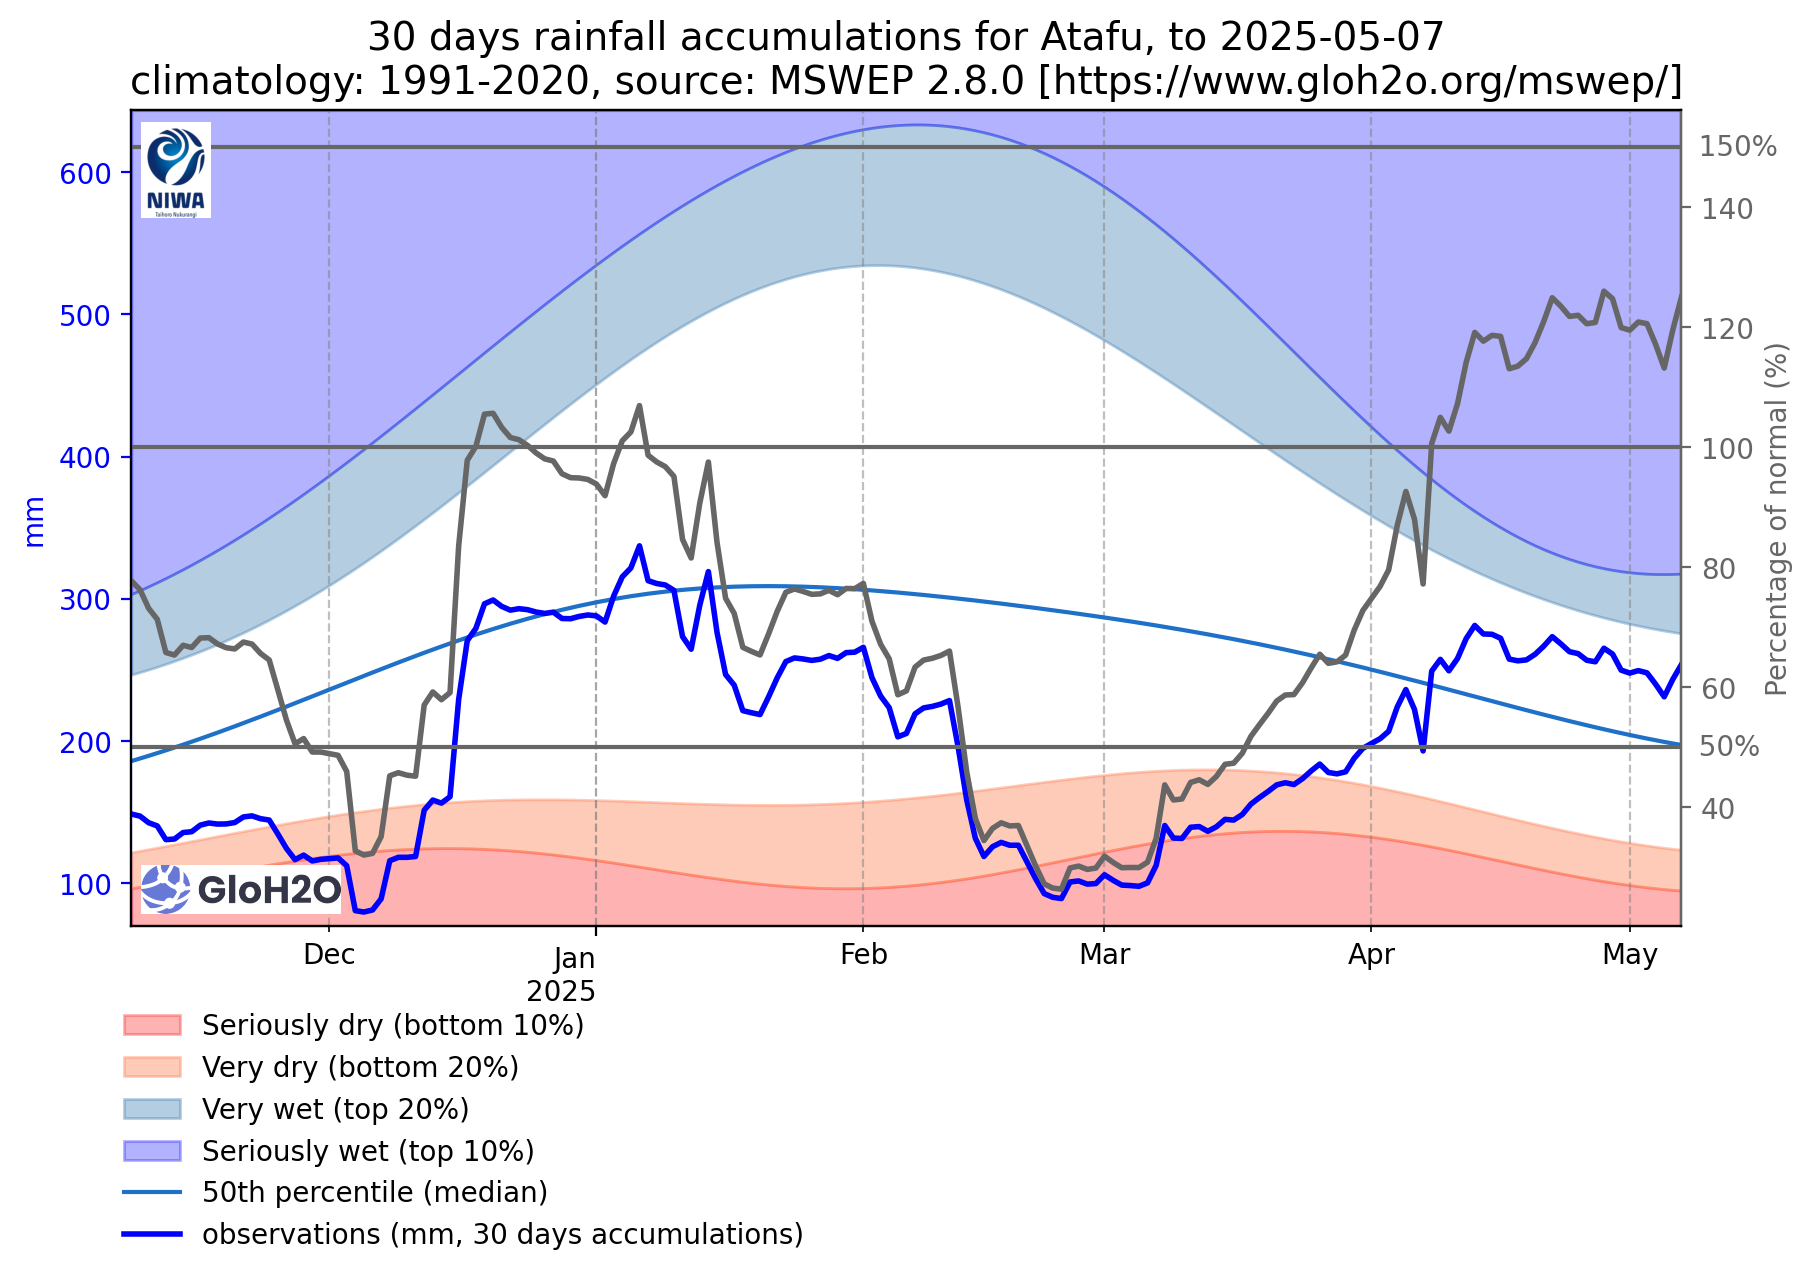 30 days rainfall accumulations for Atafu, to 2025-05-07
climatology: 1991-2020, source: MSWEP 2.8.0 [https://www.gloh2o.org/mswep/]
NIWA
Taihoro Nukurangi
600
500
400
300
200
100
mm
150%
140
120
100
80
60
50%
40
Percentage of normal (%)
GloH2O
Dec
Jan
2025
Feb
Mar
Apr
May
Seriously dry (bottom 10%)
Very dry (bottom 20%)
Very wet (top 20%)
Seriously wet (top 10%)
50th percentile (median)
observations (mm, 30 days accumulations)